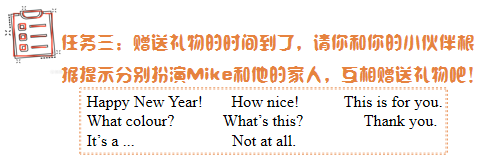 任务三：赠送礼物的时间到了，请你和你的小伙伴根
据提示分别扮演Mike和他的家人，互相赠送礼物吧！
Happy New Year! How nice! This is for you.
What colour? What's this? Thank you.
It's a ... Not at all.